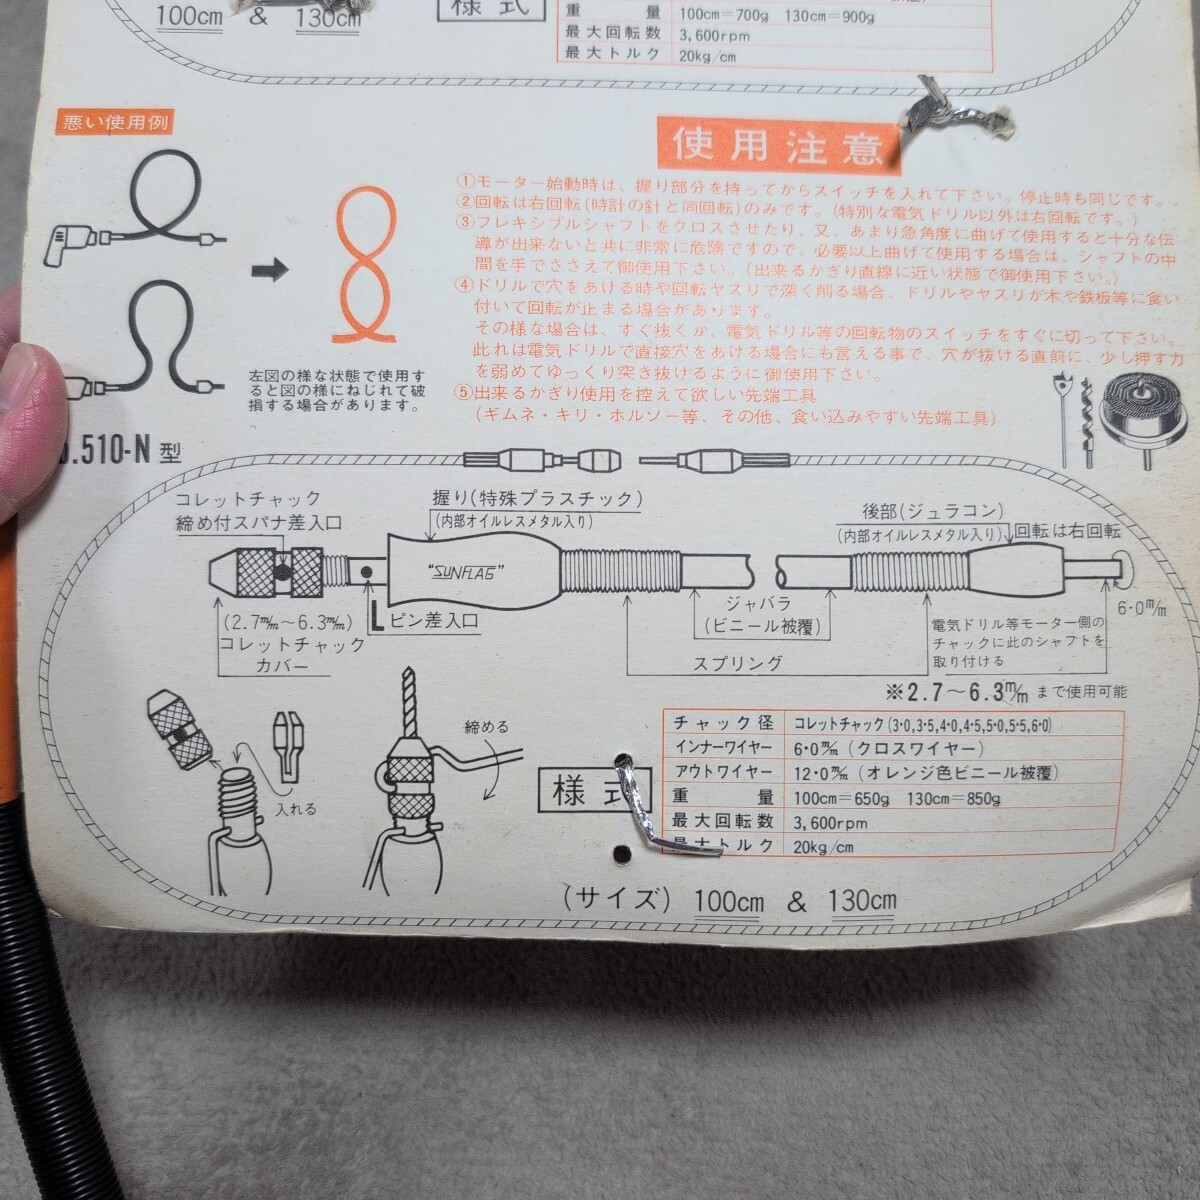 100cm & 130cm
様式
重 量 100cm=700g 130cm=900g
最大回転数 3,600rpm
最大トルク 20kg/cm
悪い使用例
使用注意
①モーター始動時は、握り部分を持ってからスイッチを入れて下さい。停止時も同じです。
②回転は右回転(時計の針と同回転)のみです。(特別な電気ドリル以外は右回転です。)
③フレキシブルシャフトをクロスさせたり、又、あまり急角度に曲げて使用すると十分な伝
導が出来ないと共に非常に危険ですので、必要以上曲げて使用する場合は、シャフトの中
間を手でささえて御使用下さい。(出来るかぎり直線に近い状態で御使用下さい。)
④ドリルで穴をあける時や回転ヤスリで深く削る場合、ドリルやヤスリが木や鉄板等に食い
付いて回転が止まる場合があります。
その様な場合は、すぐ抜くか、電気ドリル等の回転物のスイッチをすぐに切って下さい。
此れは電気ドリルで直接穴をあける場合にも言える事で、穴が抜ける直前に、少し押す力
を弱めてゆっくり突き抜けるように御使用下さい。
⑤出来るかぎり使用を控えて欲しい先端工具
(ギムネ・キリ・ホルソー等、その他、食い込みやすい先端工具)
左図の様な状態で使用す
ると図の様にねじれて破
損する場合があります。
.510-N型
コレットチャック
締め付スパナ差入口
握り(特殊プラスチック)
(内部オイルレスメタル入り)
後部(ジュラコン)
(内部オイルレスメタル入り)
回転は右回転
"SUNFLAG"
6・0m/m
(2.7m/m～6.3m/m)
コレットチャック
カバー
Lピン差入口
ジャバラ
(ビニール被覆)
スプリング
電気ドリル等モーター側の
チャックに此のシャフトを
取り付ける
※2.7～6.3m/mまで使用可能
入れる
締める
様式
チャック径 コレットチャック(3・0,3・5,4・0,4・5,5・0,5・5,6・0)
インナーワイヤー 6・0m/m(クロスワイヤー)
アウトワイヤー 12・0m/m(オレンジ色ビニール被覆)
重 量 100cm=650g 130cm=850g
最大回転数 3,600rpm
最大トルク 20kg/cm
(サイズ) 100cm & 130cm